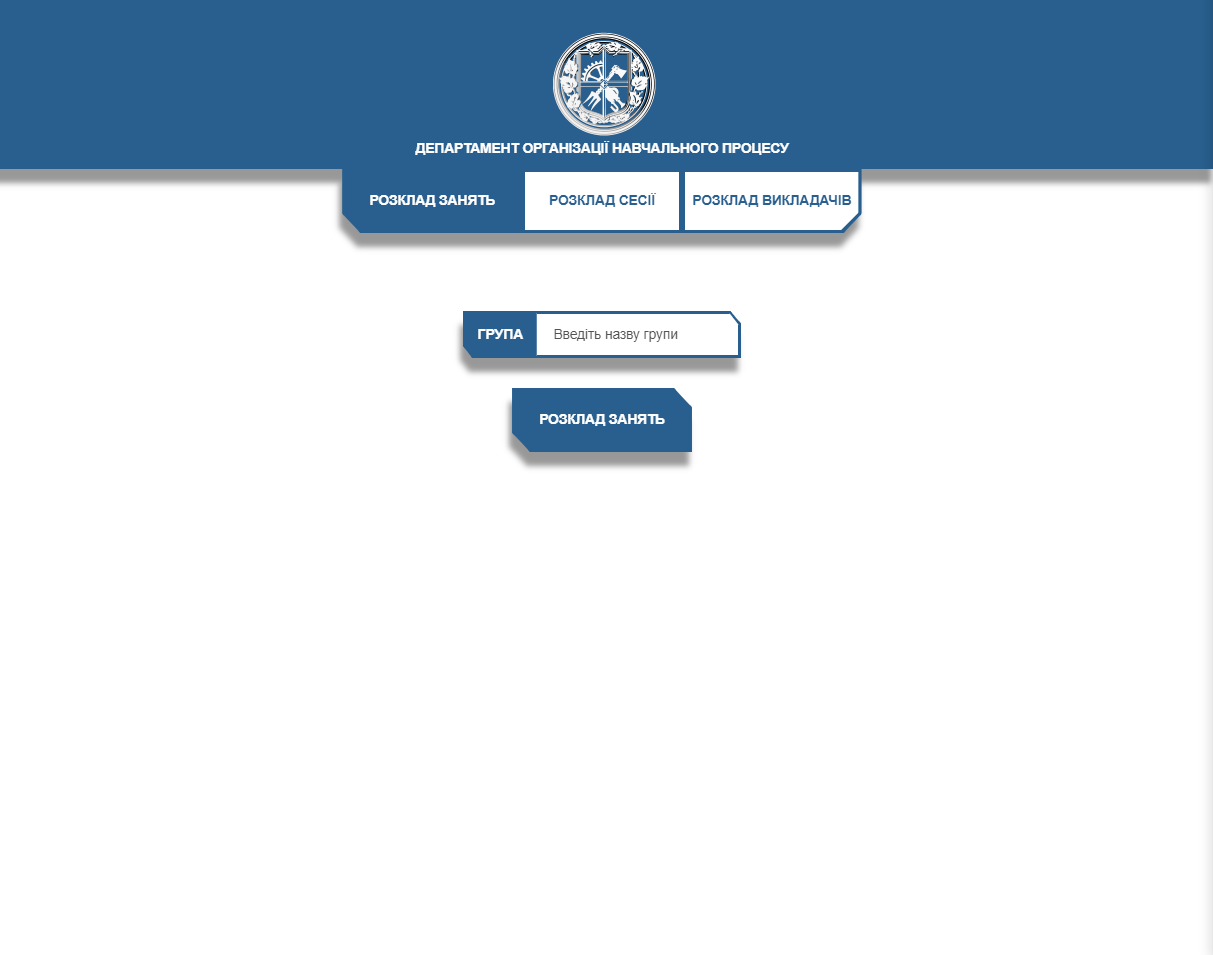 ДЕПАРТАМЕНТ ОРГАНІЗАЦІЇ НАВЧАЛЬНОГО ПРОЦЕСУ
РОЗКЛАД ЗАНЯТЬ РОЗКЛАД СЕСІЇ РОЗКЛАД ВИКЛАДАЧІВ
ГРУПА Введіть назву групи
РОЗКЛАД ЗАНЯТЬ